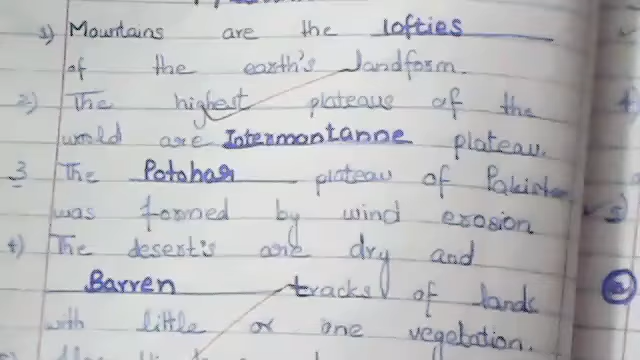 1) Mountains are the lofties
of the earth's landform.
2) The highest plateaus of the
world are Intermontanne plateau.
3 The Potohar plateau of Pakistan
was formed by wind erosion
4) The desert's are dry and
Barren tracks of lands
with little or one vegetation.